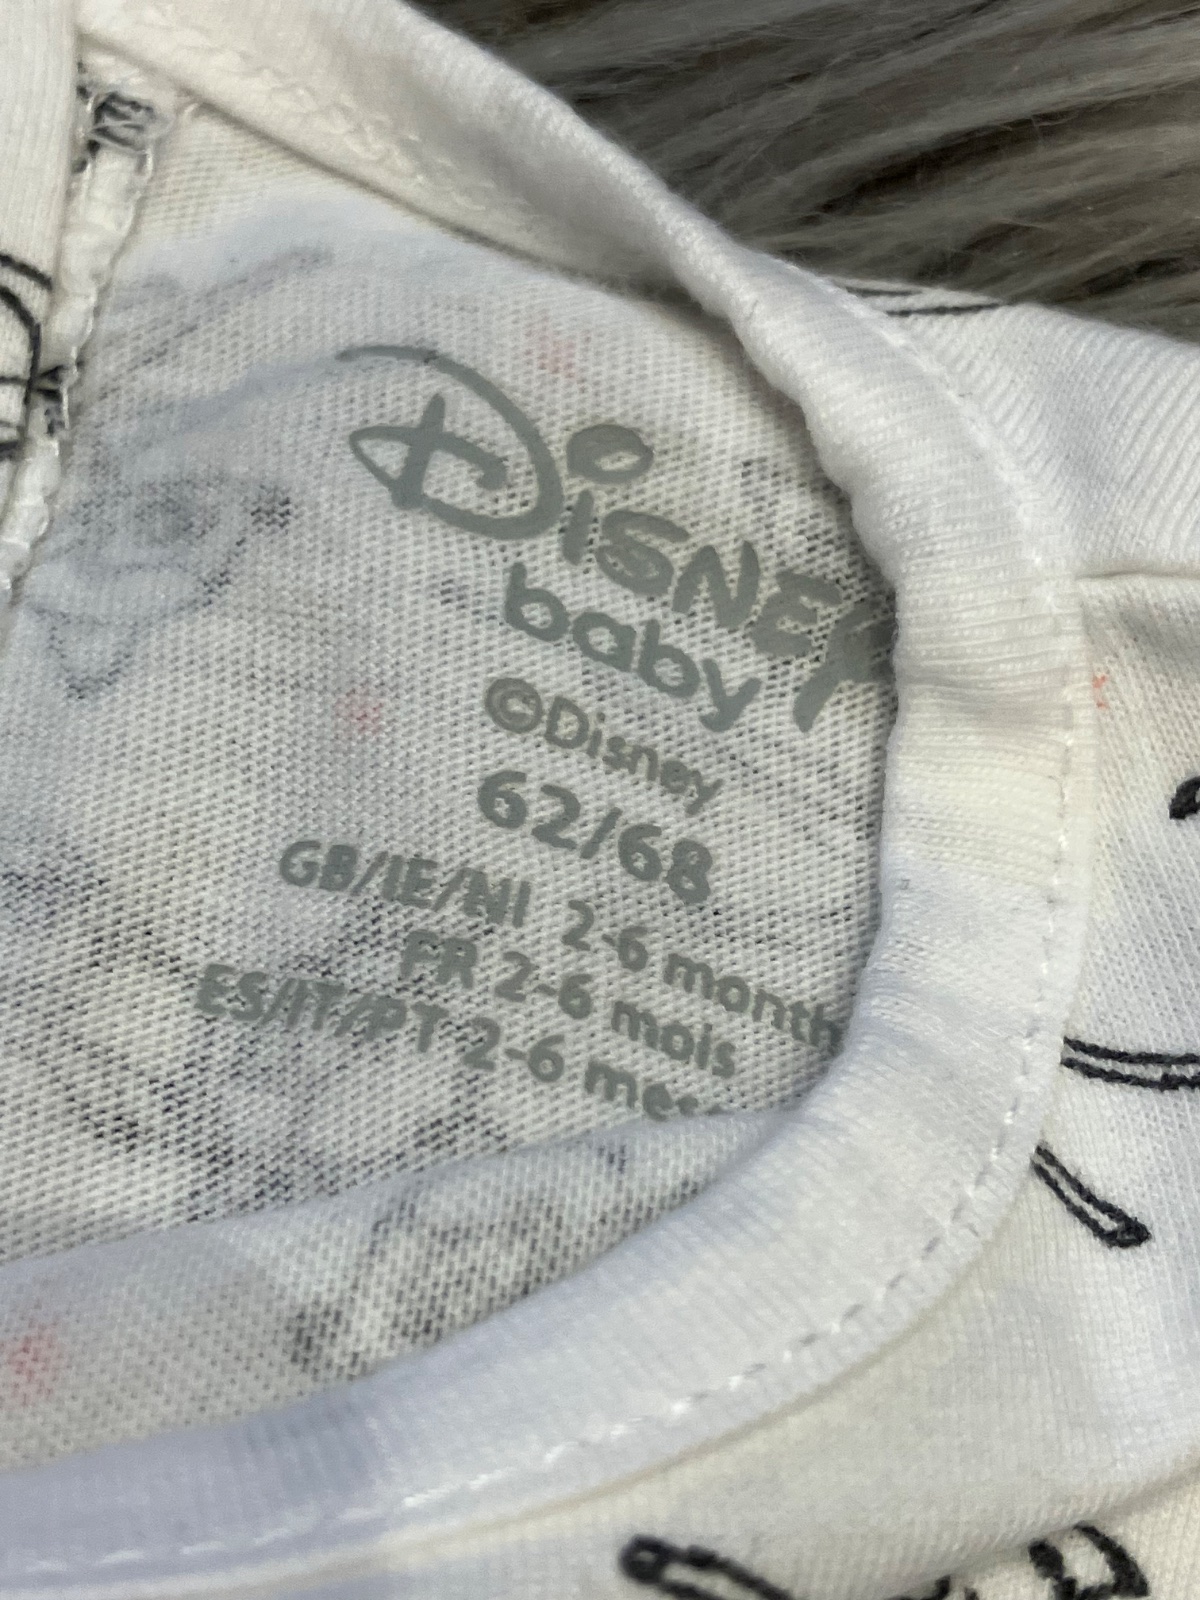 Disney
baby
©Disney
62/68
GB/IE/NI 2-6 month
FR 2-6 mois
ES/IT/PT 2-6 mes